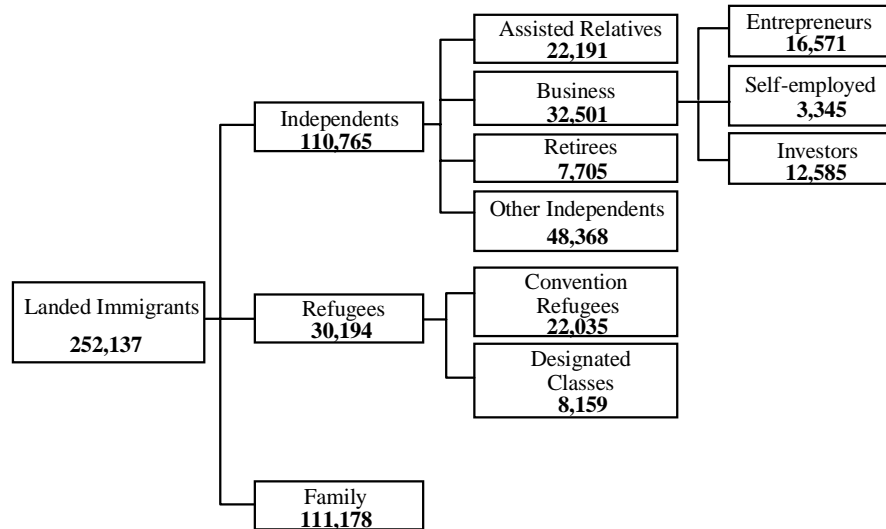 Assisted Relatives
22,191
Entrepreneurs
16,571
Business
32,501
Self-employed
3,345
Independents
110,765
Retirees
7,705
Investors
12,585
Other Independents
48,368
Landed Immigrants
252,137
Refugees
30,194
Convention
Refugees
22,035
Designated
Classes
8,159
Family
111,178